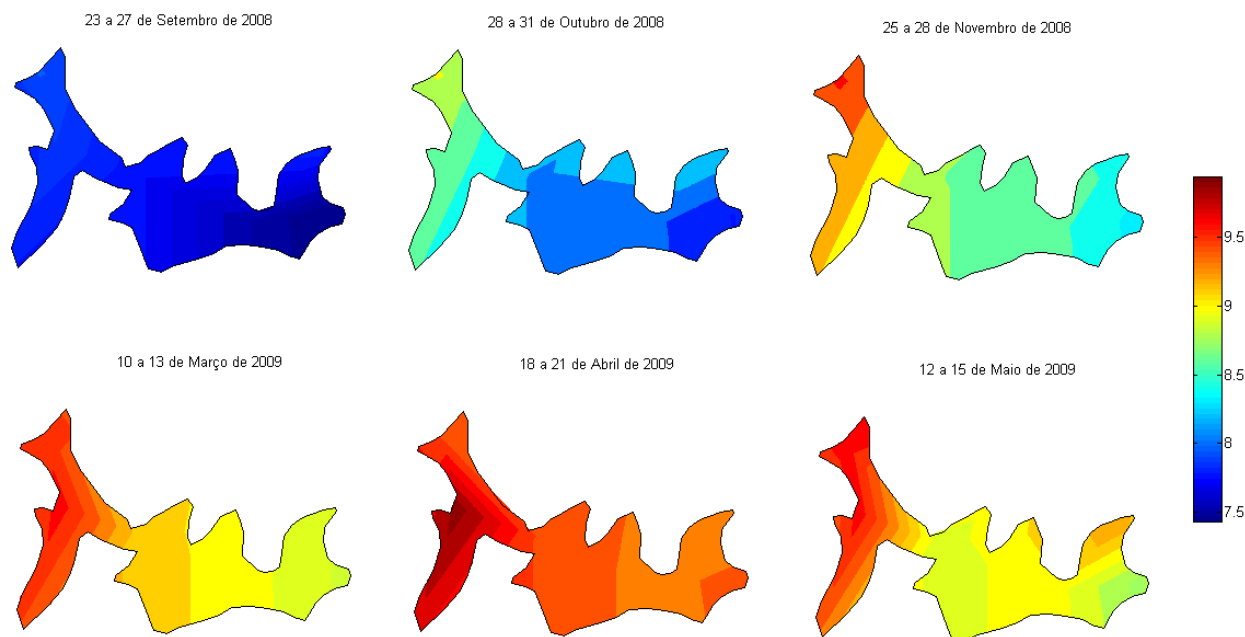 23 a 27 de Setembro de 2008
28 a 31 de Outubro de 2008
25 a 28 de Novembro de 2008
9.5
9
8.5
8
7.5
10 a 13 de Março de 2009
18 a 21 de Abril de 2009
12 a 15 de Maio de 2009